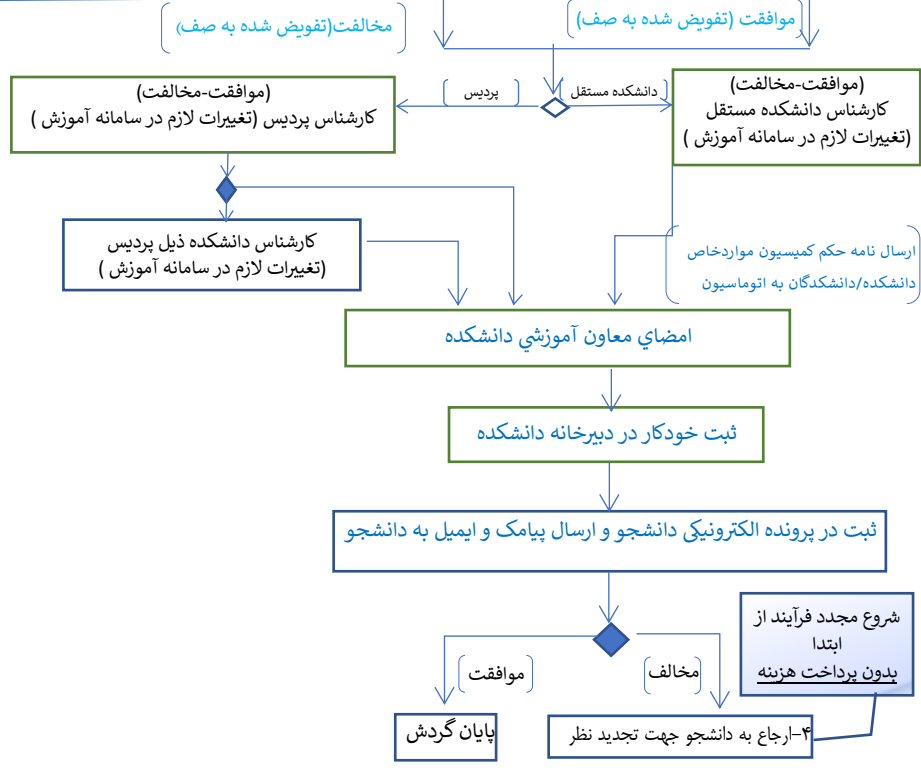 موافقت (تفویض شده به صف)
مخالفت(تفویض شده به صف)
دانشکده مستقل
پردیس
(موافقت-مخالفت)
کارشناس دانشکده مستقل
(تغییرات لازم در سامانه آموزش )
(موافقت-مخالفت)
کارشناس پردیس (تغییرات لازم در سامانه آموزش )
کارشناس دانشکده ذیل پردیس
(تغییرات لازم در سامانه آموزش )
ارسال نامه حکم کمیسیون مواردخاص
دانشکده/دانشکدگان به اتوماسیون
امضاي معاون آموزشي دانشکده
ثبت خودکار در دبیرخانه دانشکده
ثبت در پرونده الکترونیکی دانشجو و ارسال پیامک و ایمیل به دانشجو
شروع مجدد فرآیند از
ابتدا
بدون پرداخت هزینه
مخالف
موافقت
۴-ارجاع به دانشجو جهت تجدید نظر
پایان گردش